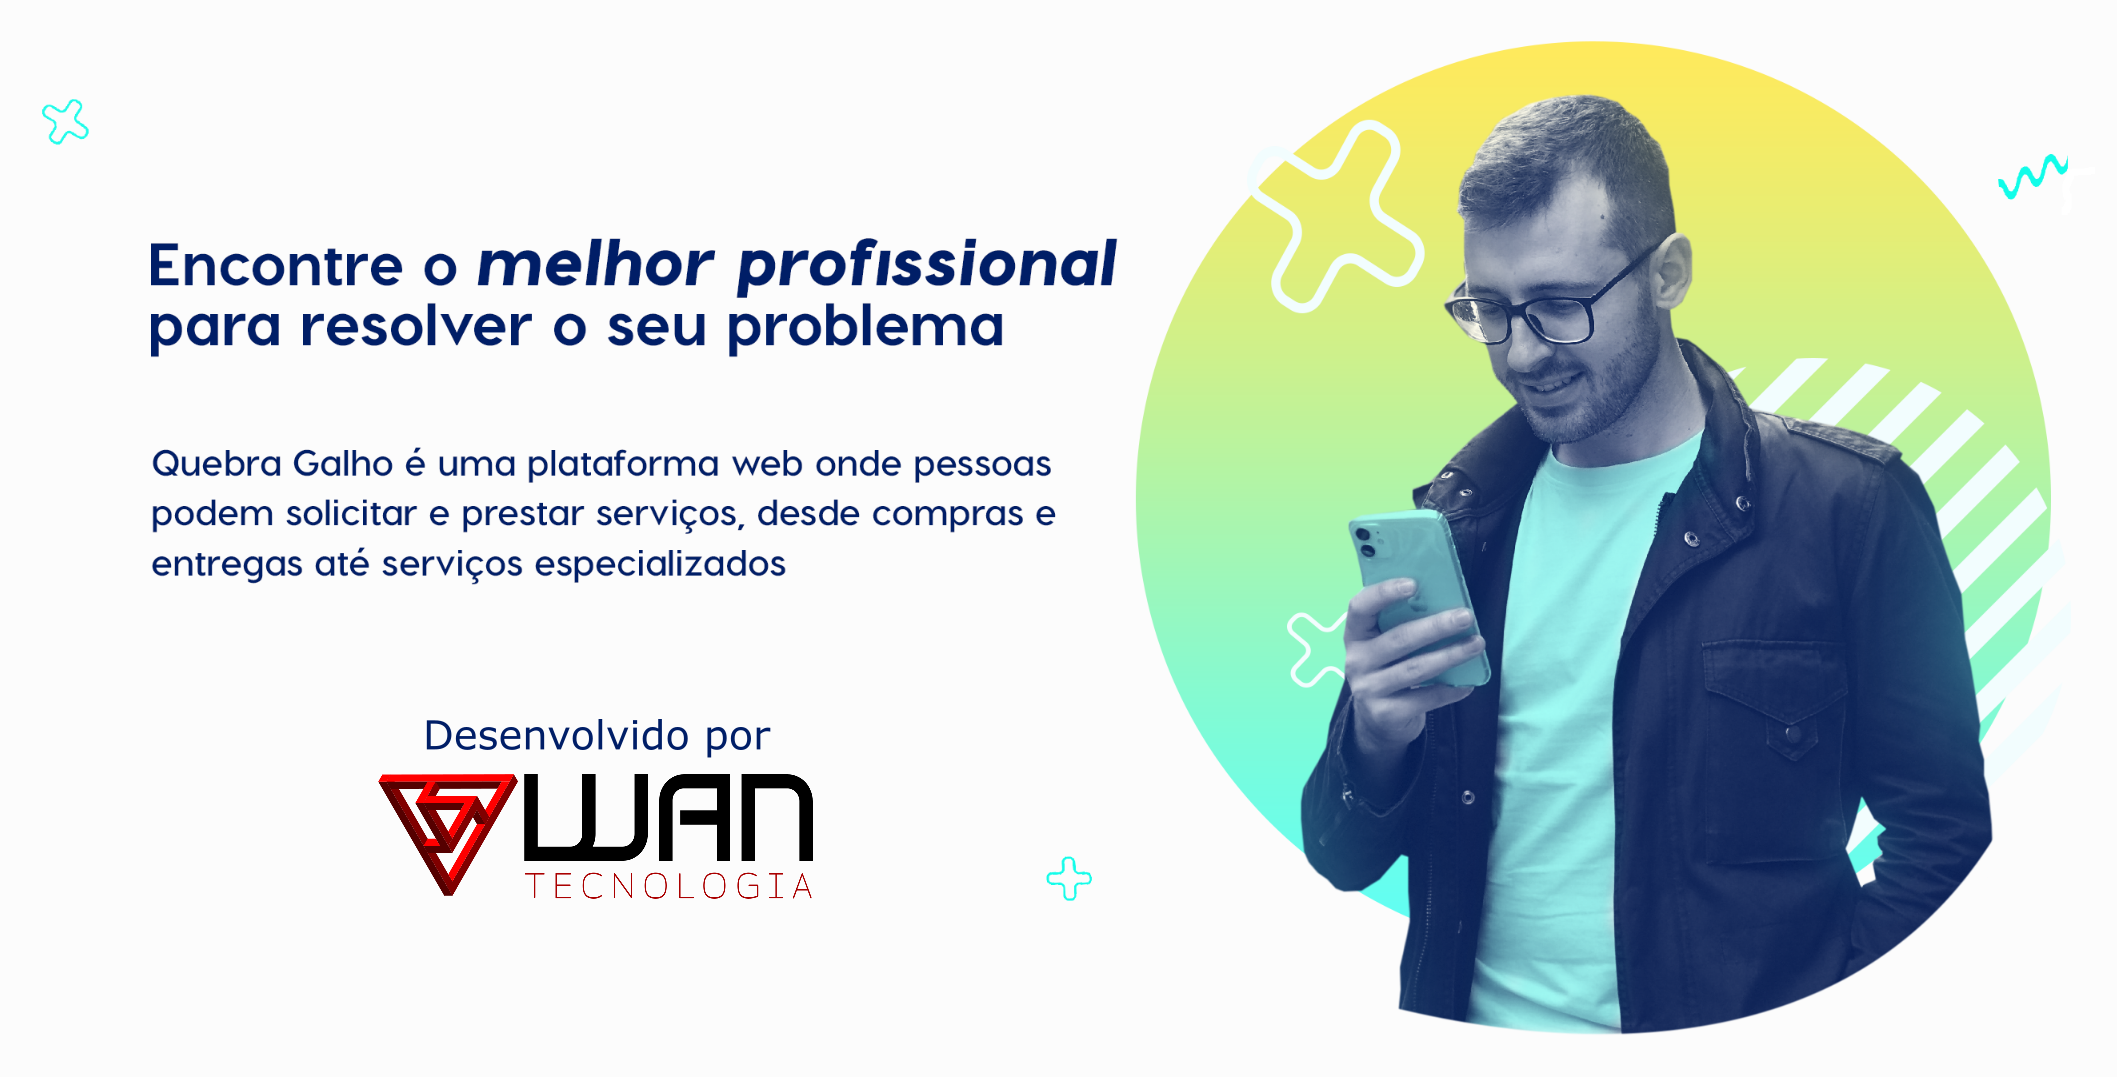 Encontre o melhor profissional
para resolver o seu problema
Quebra Galho é uma plataforma web onde pessoas
podem solicitar e prestar serviços, desde compras e
entregas até serviços especializados
Desenvolvido por
WAN
TECNOLOGIA